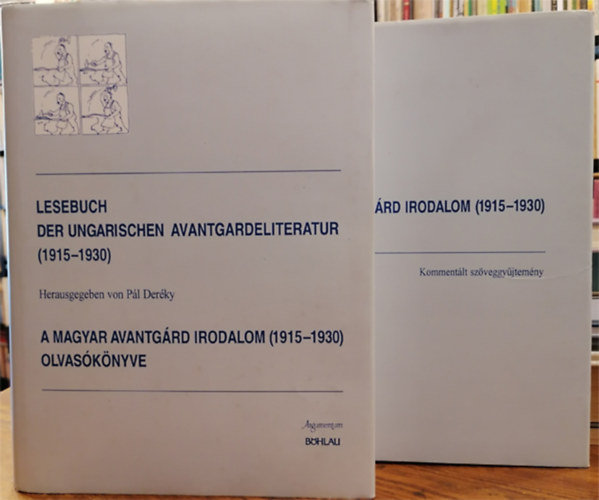 LESEBUCH
DER UNGARISCHEN AVANTGARDELITERATUR
(1915–1930)
Herausgegeben von Pál Deréky
A MAGYAR AVANTGÁRD IRODALOM (1915–1930)
OLVASÓKÖNYVE
Argumentum
BÖHLAU
ÁRD IRODALOM (1915–1930)
Kommentált szöveggyűjtemény